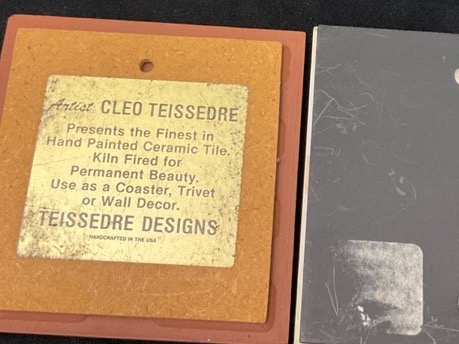 Artist CLEO TEISSEDRE
Presents the Finest in
Hand Painted Ceramic Tile.
Kiln Fired for
Permanent Beauty.
Use as a Coaster, Trivet
or Wall Decor.
TEISSEDRE DESIGNS
HANDCRAFTED IN THE USA